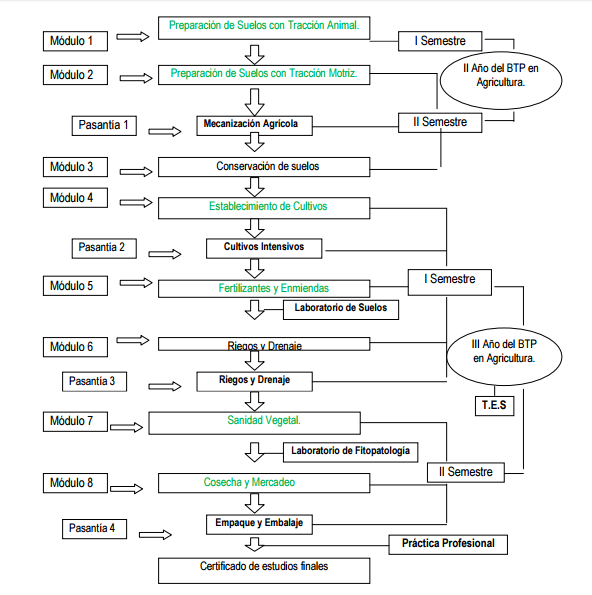 Preparación de Suelos con Tracción Animal.
Módulo 1
I Semestre
Módulo 2
Preparación de Suelos con Tracción Motriz.
II Año del BTP en
Agricultura.
Pasantía 1
Mecanización Agrícola
II Semestre
Módulo 3
Conservación de suelos
Módulo 4
Establecimiento de Cultivos
Pasantía 2
Cultivos Intensivos
Módulo 5
Fertilizantes y Enmiendas
I Semestre
Laboratorio de Suelos
Módulo 6
Riegos y Drenaje
III Año del BTP
en Agricultura.
Pasantía 3
Riegos y Drenaje
T.E.S
Módulo 7
Sanidad Vegetal.
Laboratorio de Fitopatología
II Semestre
Módulo 8
Cosecha y Mercadeo
Pasantía 4
Empaque y Embalaje
Práctica Profesional
Certificado de estudios finales